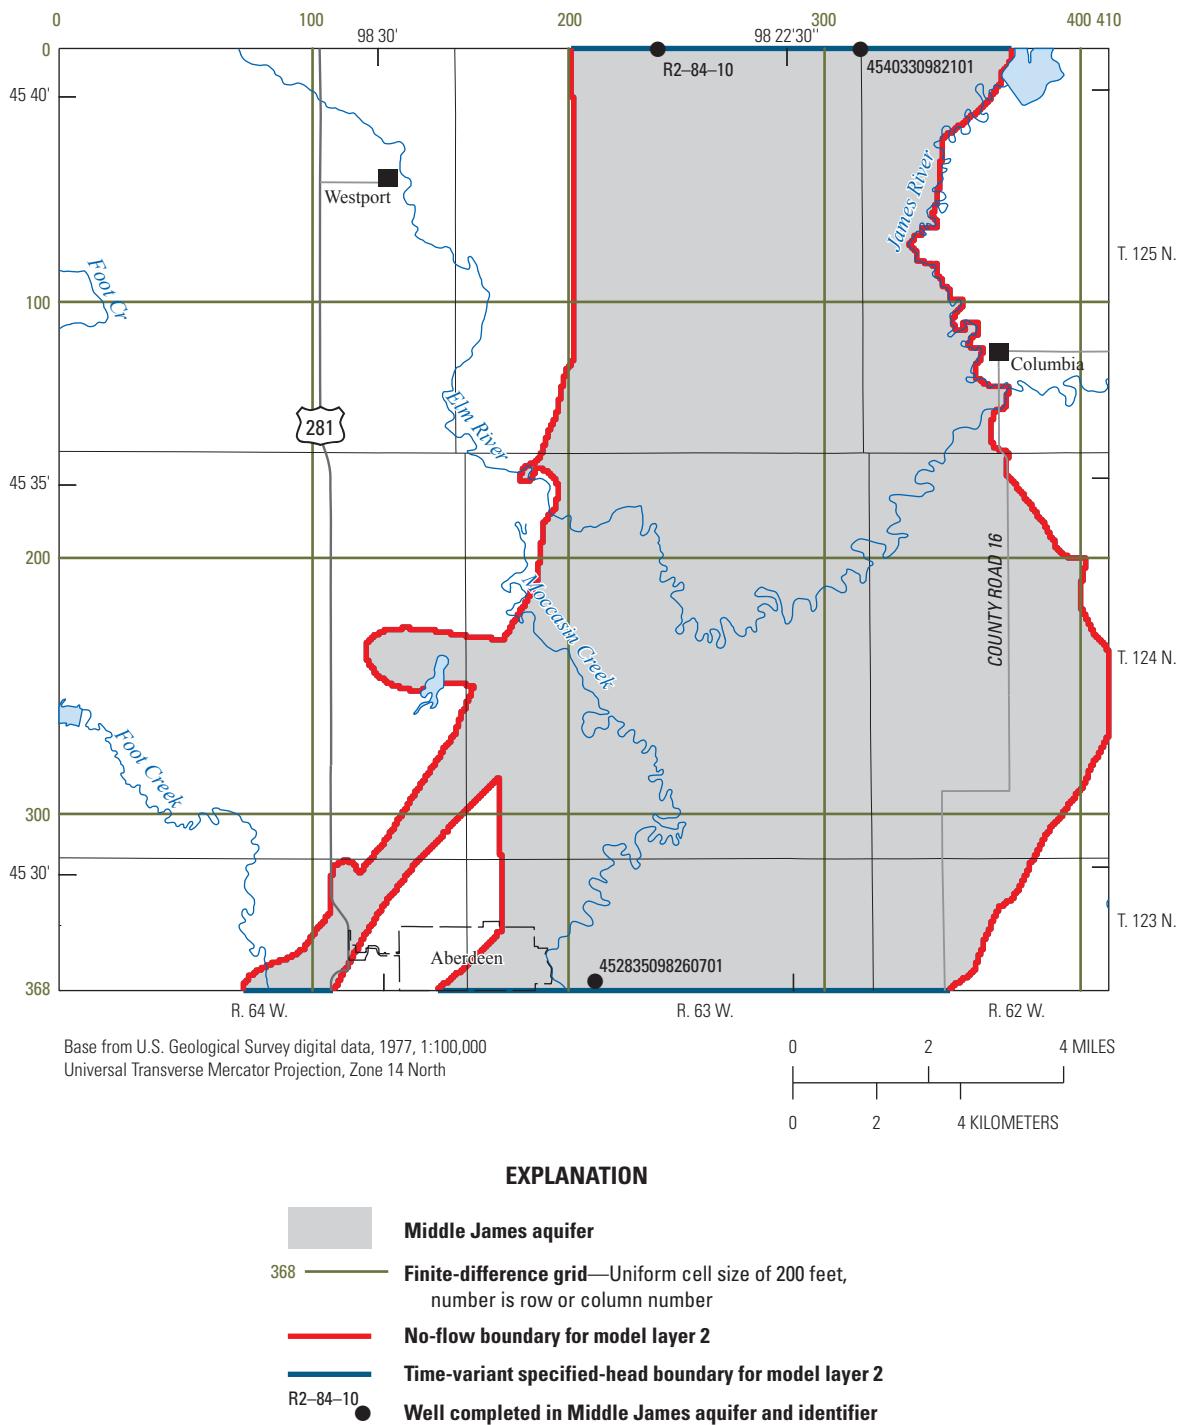 0
100
200
300
400 410
98 30'
98 22'30"
0
R2–84–10
4540330982101
45 40'
James River
Westport
T. 125 N.
Foot Cr
100
Columbia
Elm River
281
45 35'
COUNTY ROAD 16
200
Moccasin Creek
T. 124 N.
Foot Creek
300
45 30'
T. 123 N.
Aberdeen
452835098260701
368
R. 64 W.
R. 63 W.
R. 62 W.
Base from U.S. Geological Survey digital data, 1977, 1:100,000
Universal Transverse Mercator Projection, Zone 14 North
0 2 4 MILES
0 2 4 KILOMETERS
EXPLANATION
Middle James aquifer
368 Finite-difference grid—Uniform cell size of 200 feet,
number is row or column number
No-flow boundary for model layer 2
Time-variant specified-head boundary for model layer 2
R2–84–10
Well completed in Middle James aquifer and identifier